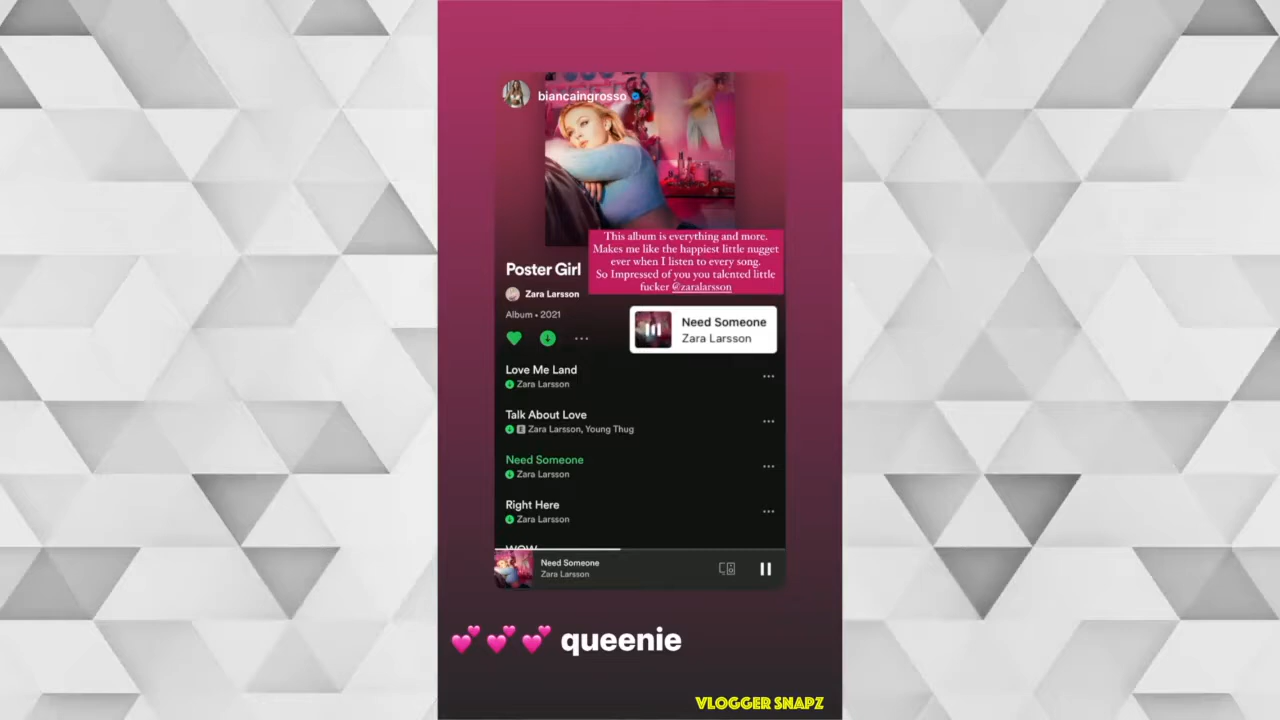 biancaingrosso
This album is everything and more.
Makes me like the happiest little nugget
ever when I listen to every song.
So Impressed of you you talented little
fucker @zaralarsson
Poster Girl
Zara Larsson
Album • 2021
Need Someone
Zara Larsson
Love Me Land
Zara Larsson
Talk About Love
E Zara Larsson, Young Thug
Need Someone
Zara Larsson
Right Here
Zara Larsson
WOW
Need Someone
Zara Larsson
💕💕💕 queenie
VLOGGER SNAPZ